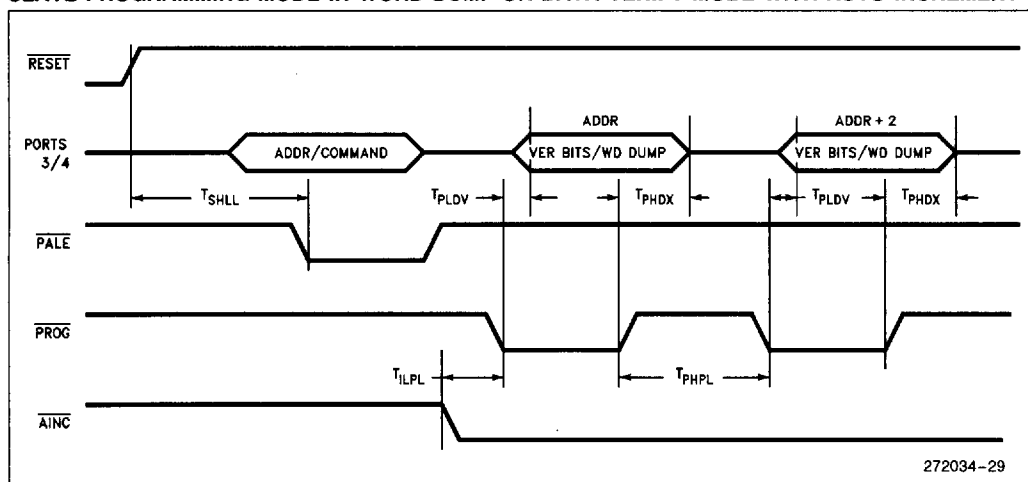 SLAVE PROGRAMMING MODE IN WORD DUMP OR DATA VERIFY MODE WITH AUTO INCREMENT
RESET
PORTS
3/4
ADDR/COMMAND
ADDR
VER BITS/WD DUMP
ADDR + 2
VER BITS/WD DUMP
TSHLL
TPLDV
TPHDX
TPLDV
TPHDX
PALE
PROG
TILPL
TPHPL
AINC
272034-29